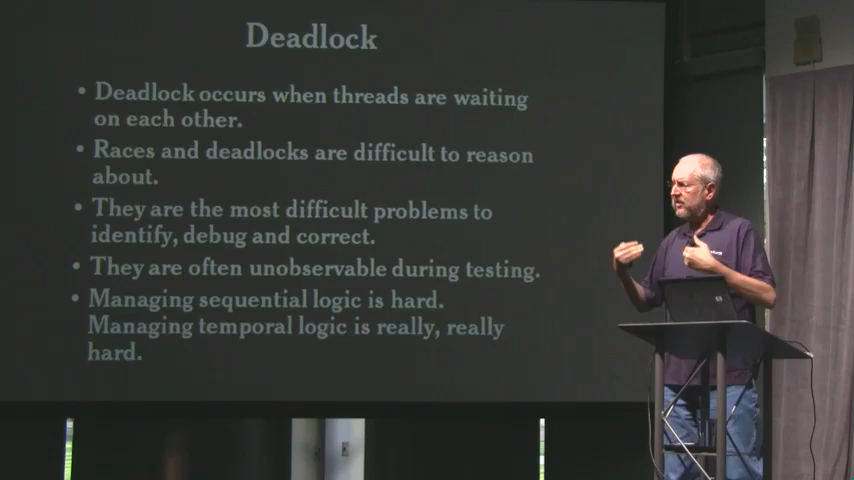 Deadlock
• Deadlock occurs when threads are waiting
on each other.
• Races and deadlocks are difficult to reason
about.
• They are the most difficult problems to
identify, debug and correct.
• They are often unobservable during testing.
• Managing sequential logic is hard.
Managing temporal logic is really, really
hard.